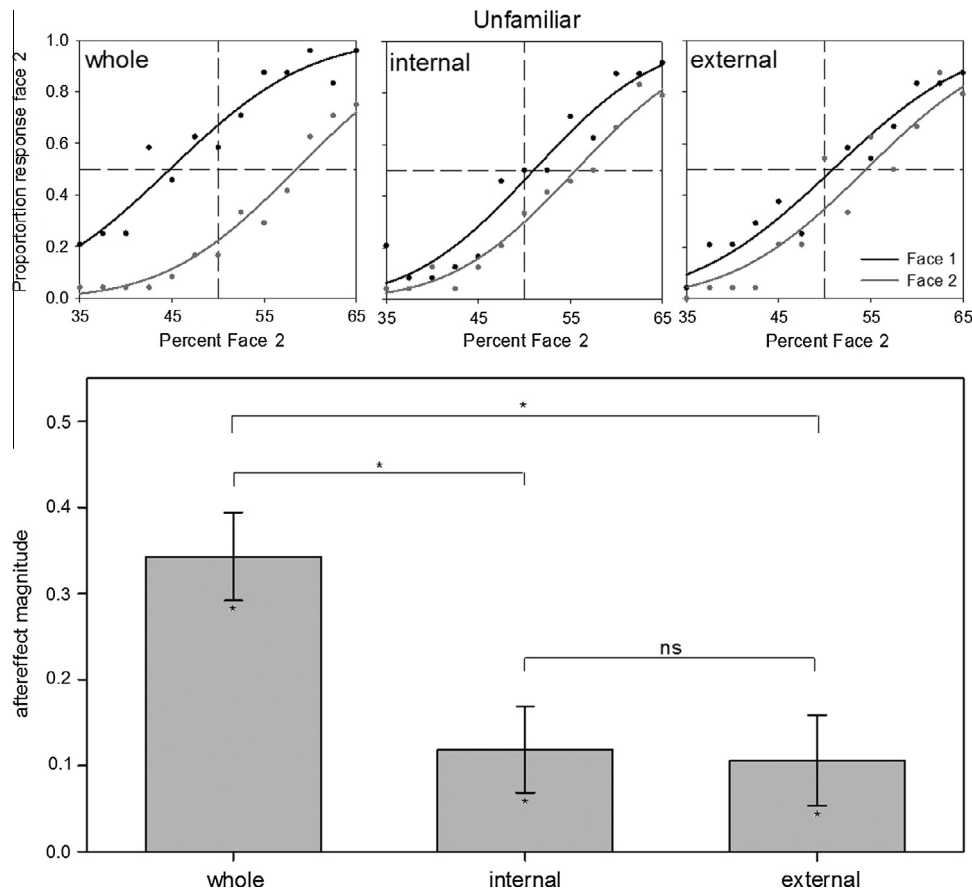 Unfamiliar
whole
internal
external
Proportortion response face 2
1.0
0.8
0.6
0.4
0.2
0.0
35 45 55 65
35 45 55 65
35 45 55 65
Face 1
Face 2
Percent Face 2
Percent Face 2
Percent Face 2
aftereffect magnitude
0.5
0.4
0.3
0.2
0.1
0.0
*
*
ns
*
*
*
whole internal external